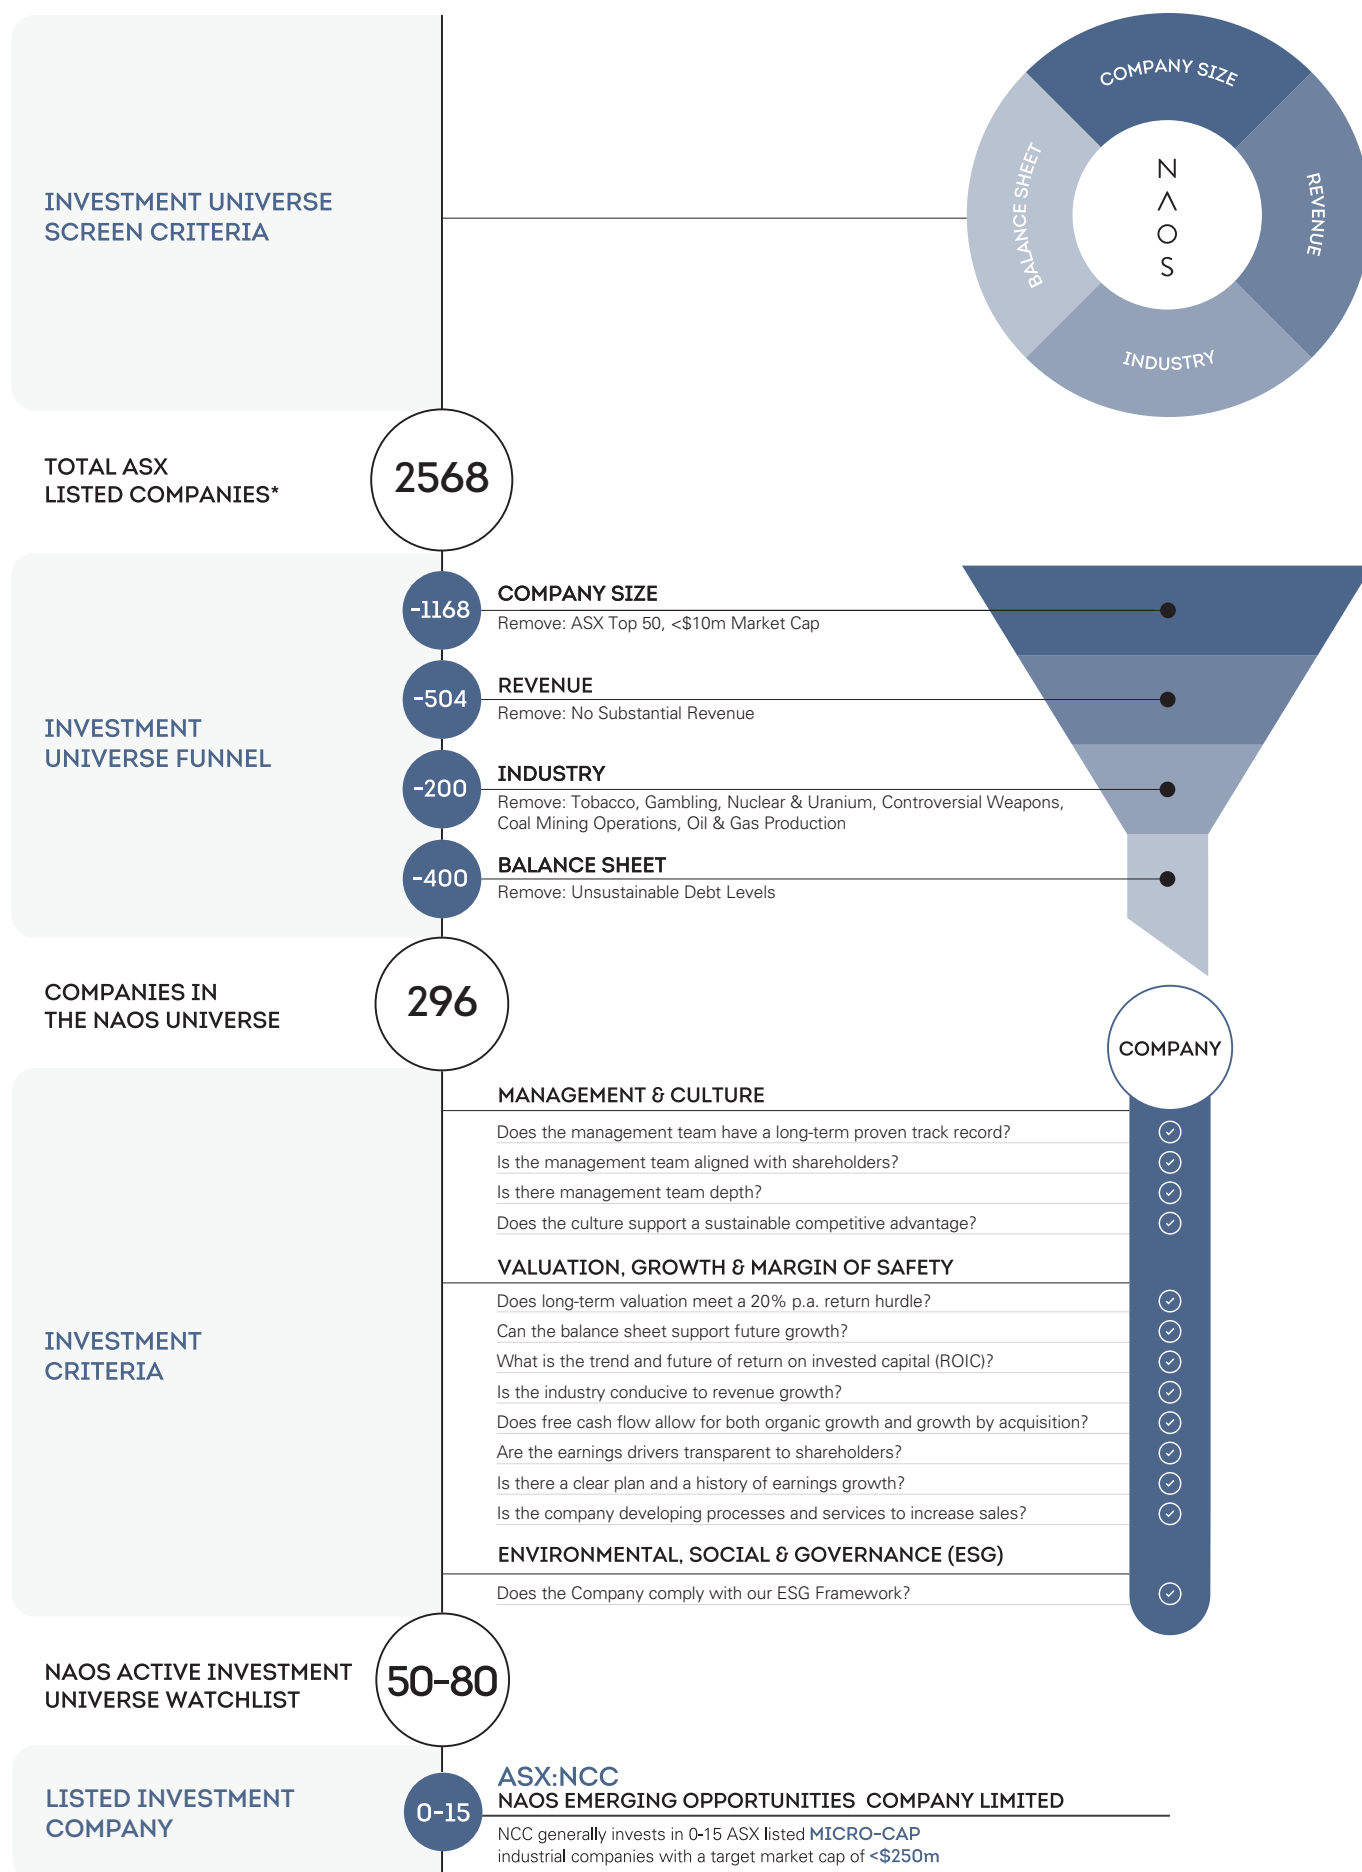 COMPANY SIZE
REVENUE
INDUSTRY
BALANCE SHEET
N
Λ
O
S
INVESTMENT UNIVERSE
SCREEN CRITERIA
TOTAL ASX
LISTED COMPANIES*
2568
INVESTMENT
UNIVERSE FUNNEL
-1168
COMPANY SIZE
Remove: ASX Top 50, <$10m Market Cap
-504
REVENUE
Remove: No Substantial Revenue
-200
INDUSTRY
Remove: Tobacco, Gambling, Nuclear & Uranium, Controversial Weapons,
Coal Mining Operations, Oil & Gas Production
-400
BALANCE SHEET
Remove: Unsustainable Debt Levels
COMPANIES IN
THE NAOS UNIVERSE
296
COMPANY
INVESTMENT
CRITERIA
MANAGEMENT & CULTURE
Does the management team have a long-term proven track record?
Is the management team aligned with shareholders?
Is there management team depth?
Does the culture support a sustainable competitive advantage?
VALUATION, GROWTH & MARGIN OF SAFETY
Does long-term valuation meet a 20% p.a. return hurdle?
Can the balance sheet support future growth?
What is the trend and future of return on invested capital (ROIC)?
Is the industry conducive to revenue growth?
Does free cash flow allow for both organic growth and growth by acquisition?
Are the earnings drivers transparent to shareholders?
Is there a clear plan and a history of earnings growth?
Is the company developing processes and services to increase sales?
ENVIRONMENTAL, SOCIAL & GOVERNANCE (ESG)
Does the Company comply with our ESG Framework?
NAOS ACTIVE INVESTMENT
UNIVERSE WATCHLIST
50-80
LISTED INVESTMENT
COMPANY
0-15
ASX:NCC
NAOS EMERGING OPPORTUNITIES COMPANY LIMITED
NCC generally invests in 0-15 ASX listed MICRO-CAP
industrial companies with a target market cap of <$250m